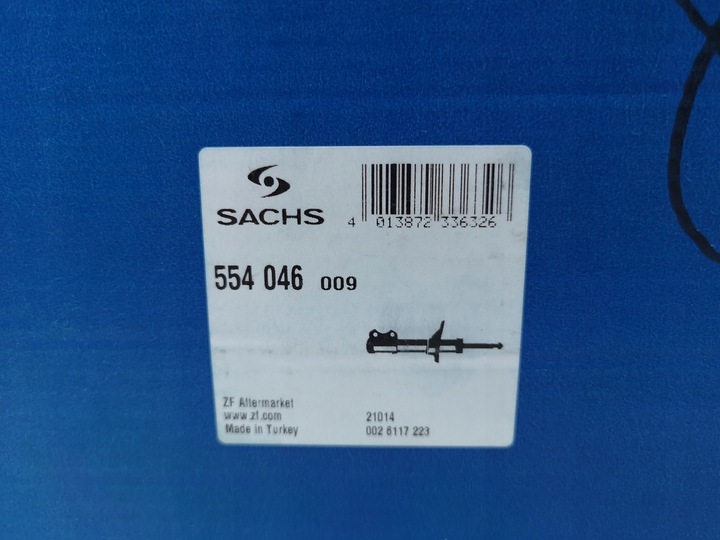 SACHS
4 013872 336326
554 046 009
ZF Aftermarket
www.zf.com
Made in Turkey
21014
002 6117 223